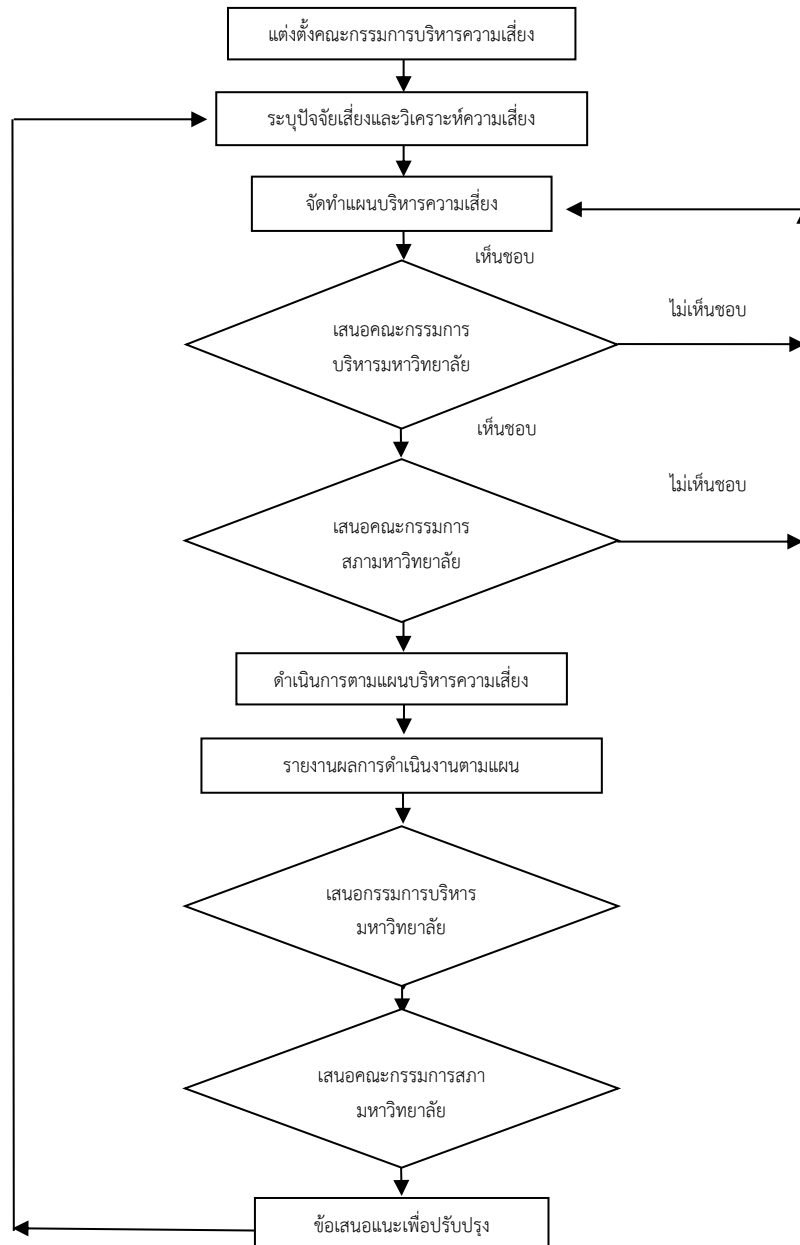 แต่งตั้งคณะกรรมการบริหารความเสี่ยง
ระบุปัจจัยเสี่ยงและวิเคราะห์ความเสี่ยง
จัดทำแผนบริหารความเสี่ยง
เห็นชอบ
ไม่เห็นชอบ
เสนอคณะกรรมการ
บริหารมหาวิทยาลัย
เห็นชอบ
ไม่เห็นชอบ
เสนอคณะกรรมการ
สภามหาวิทยาลัย
ดำเนินการตามแผนบริหารความเสี่ยง
รายงานผลการดำเนินงานตามแผน
เสนอกรรมการบริหาร
มหาวิทยาลัย
เสนอคณะกรรมการสภา
มหาวิทยาลัย
ข้อเสนอแนะเพื่อปรับปรุง